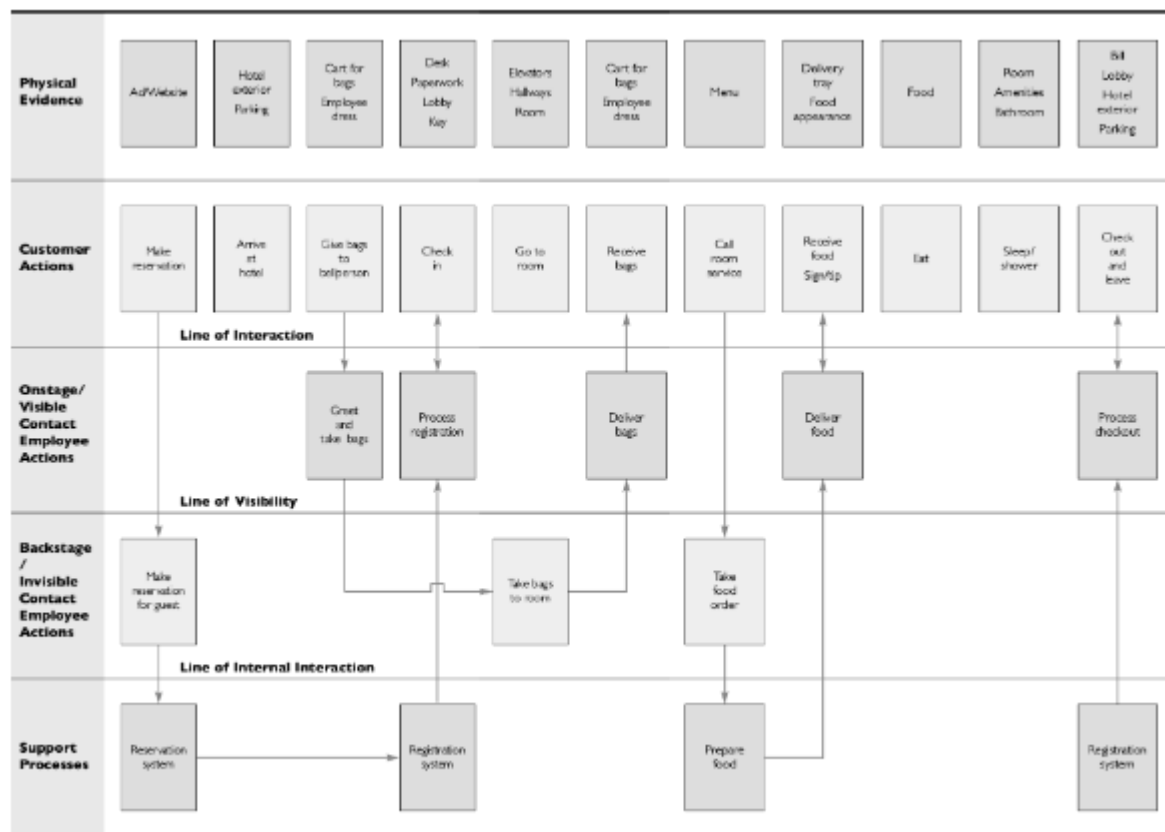 Physical
Evidence
Ad/Website
Hotel
exterior
Parking
Cart for
bags
Employee
dress
Desk
Paperwork
Lobby
Key
Elevators
Hallways
Room
Cart for
bags
Employee
dress
Menu
Delivery
tray
Food
appearance
Food
Room
Amenities
Bathroom
Bill
Lobby
Hotel
exterior
Parking
Customer
Actions
Make
reservation
Arrive
at
hotel
Give bags
to
bellperson
Check
in
Go to
room
Receive
bags
Call
room
service
Receive
food
Sign/tip
Eat
Sleep/
shower
Check
out
and
leave
Line of Interaction
Onstage/
Visible
Contact
Employee
Actions
Greet
and
take bags
Process
registration
Deliver
bags
Deliver
food
Process
checkout
Line of Visibility
Backstage
/
Invisible
Contact
Employee
Actions
Make
reservation
for guest
Take bags
to room
Take
food
order
Line of Internal Interaction
Support
Processes
Reservation
system
Registration
system
Prepare
food
Registration
system